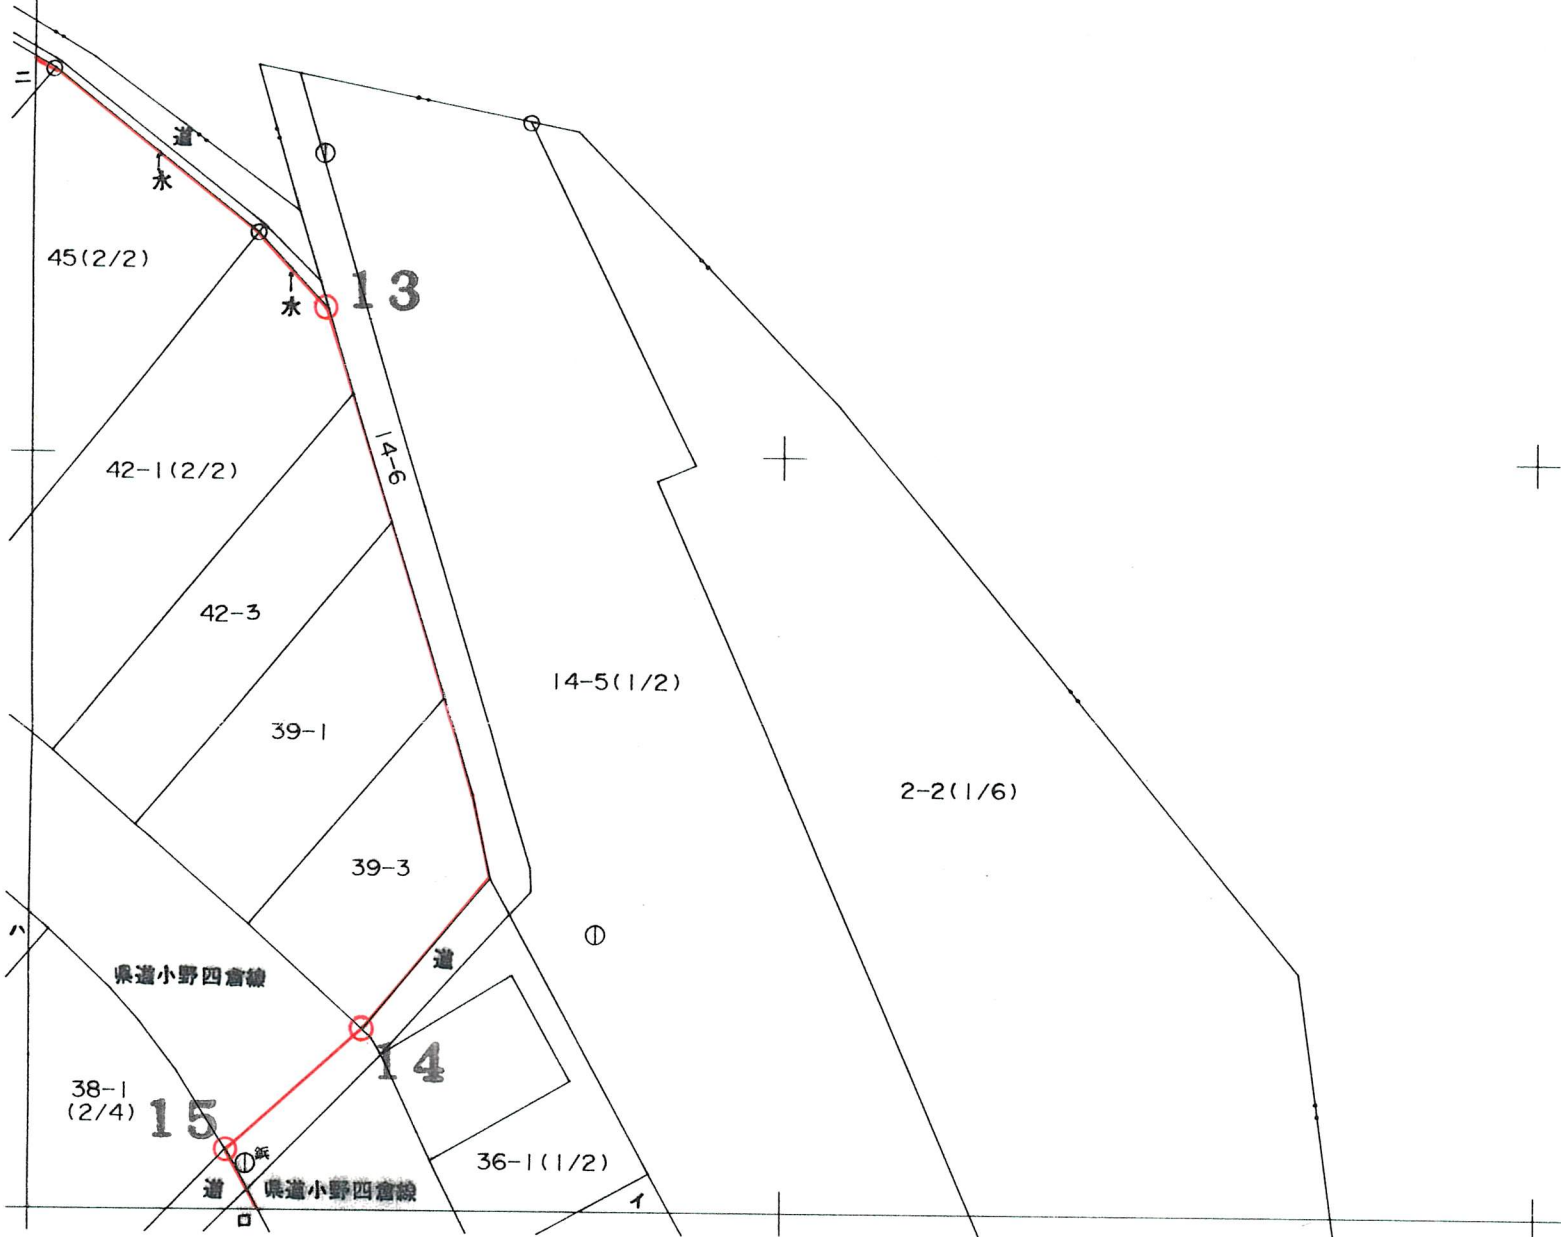 ニ
道
水
45(2/2)
水
13
42-1(2/2)
14-6
42-3
14-5(1/2)
39-1
2-2(1/6)
39-3
ハ
道
県道小野四倉線
14
38-1
(2/4)
15
浜
36-1(1/2)
道
県道小野四倉線
イ
ロ